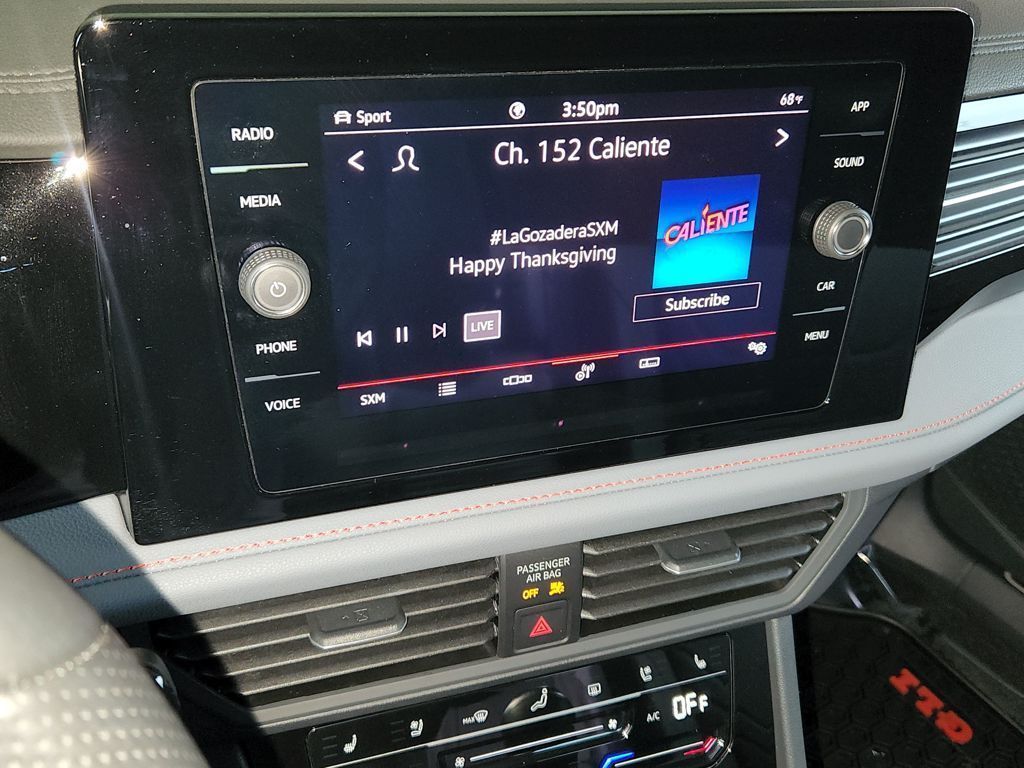 RADIO
MEDIA
PHONE
VOICE
Sport
3:50pm
68°F
Ch. 152 Caliente
#LaGozaderaSXM
Happy Thanksgiving
CALIENTE
Subscribe
LIVE
SXM
APP
SOUND
CAR
MENU
PASSENGER
AIR BAG
OFF
MAX
A/C
OFF